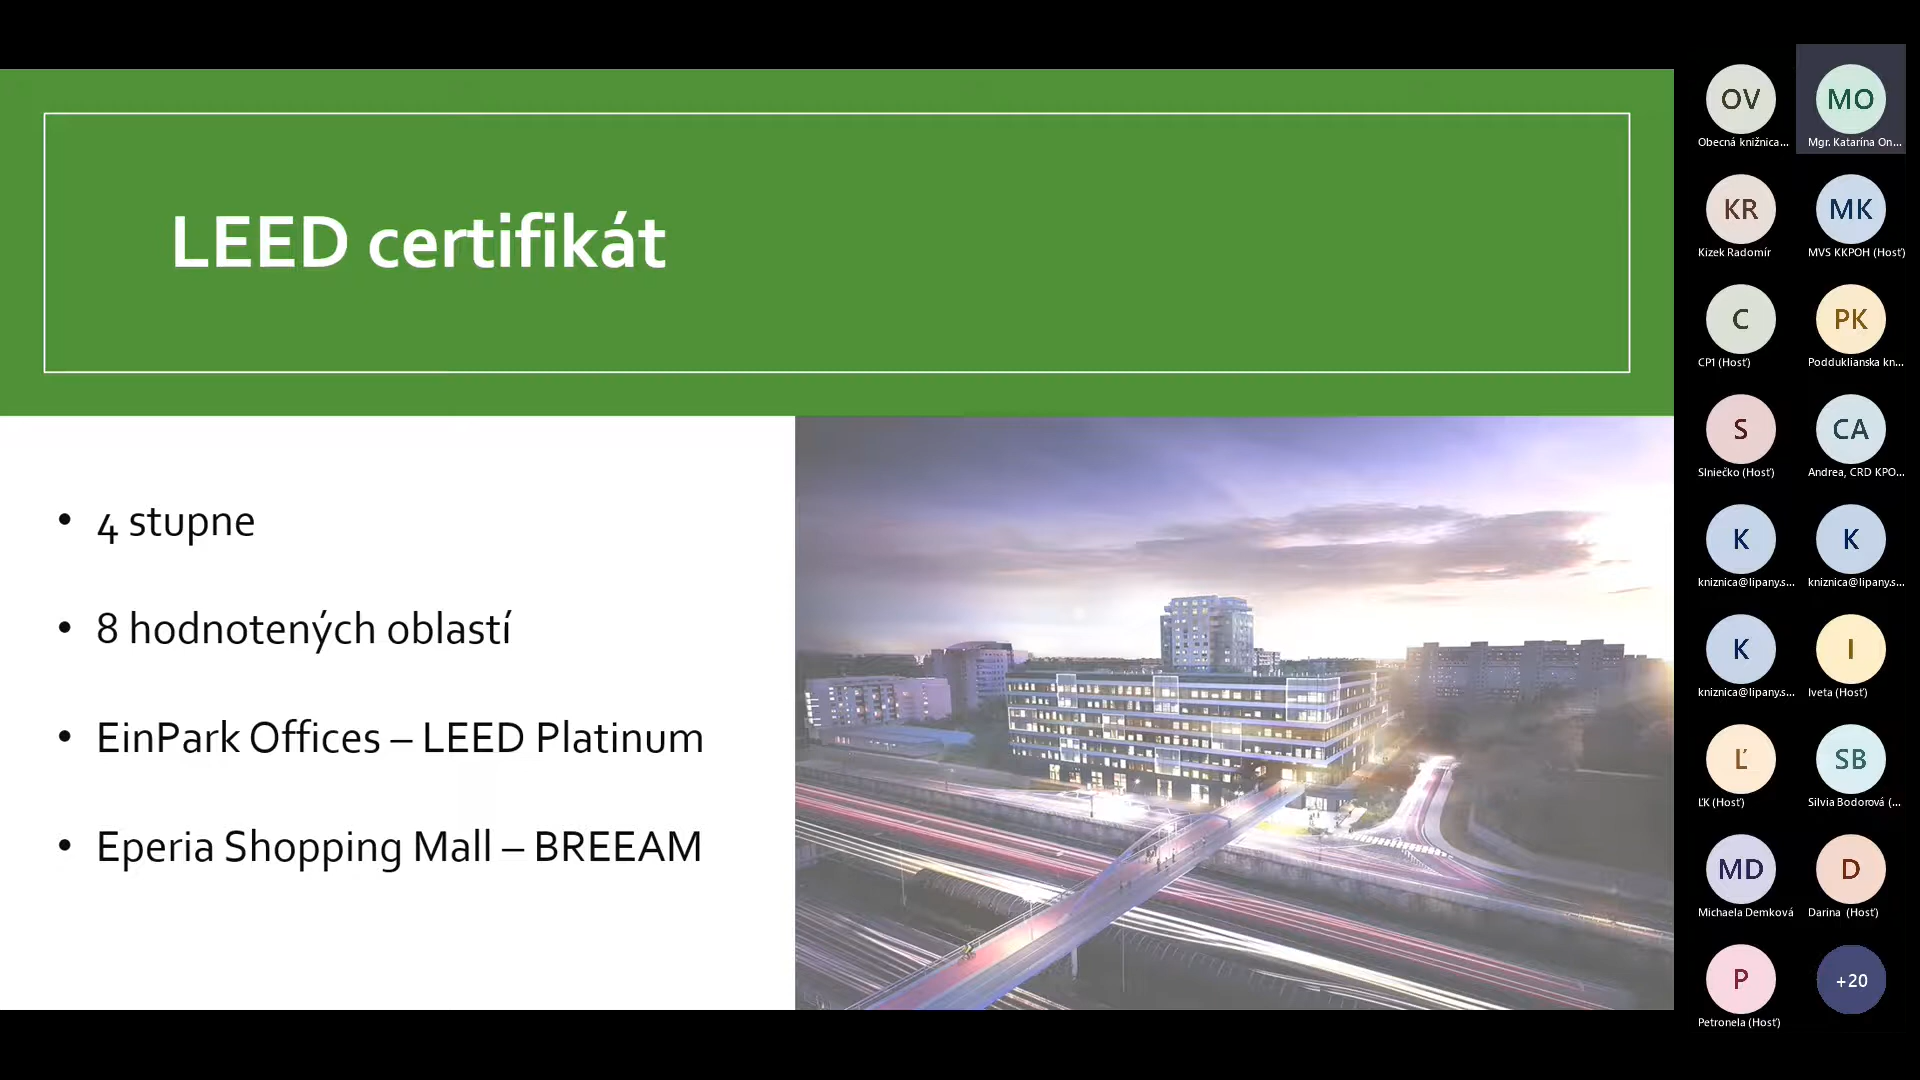 LEED certifikát
• 4 stupne
• 8 hodnotených oblastí
• EinPark Offices – LEED Platinum
• Eperia Shopping Mall – BREEAM
OV
Obecná knižnica...
MO
Mgr. Katarína On...
KR
Kizek Radomír
MK
MVS KKPOH (Hosť)
C
CP1 (Hosť)
PK
Podduklianska kn...
S
Slniečko (Hosť)
CA
Andrea, CRD KPO...
K
kniznica@lipany.s...
K
kniznica@lipany.s...
K
kniznica@lipany.s...
I
Iveta (Hosť)
Ľ
ĽK (Hosť)
SB
Silvia Bodorová (...
MD
Michaela Demková
D
Darina (Hosť)
P
Petronela (Hosť)
+20